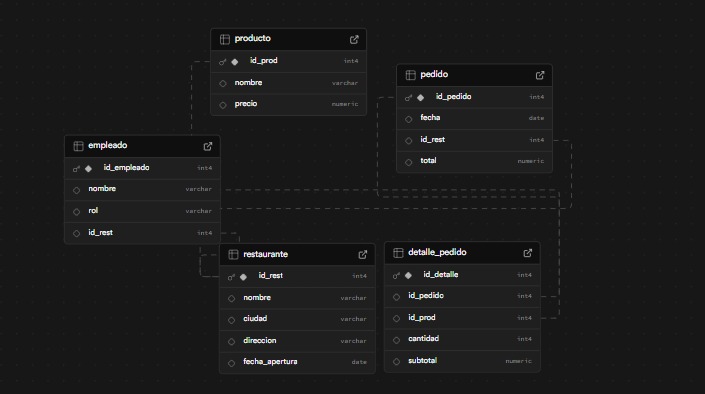 producto
id_prod int4
nombre varchar
precio numeric
pedido
id_pedido int4
fecha date
id_rest int4
total numeric
empleado
id_empleado int4
nombre varchar
rol varchar
id_rest int4
restaurante
id_rest int4
nombre varchar
ciudad varchar
direccion varchar
fecha_apertura date
detalle_pedido
id_detalle int4
id_pedido int4
id_prod int4
cantidad int4
subtotal numeric